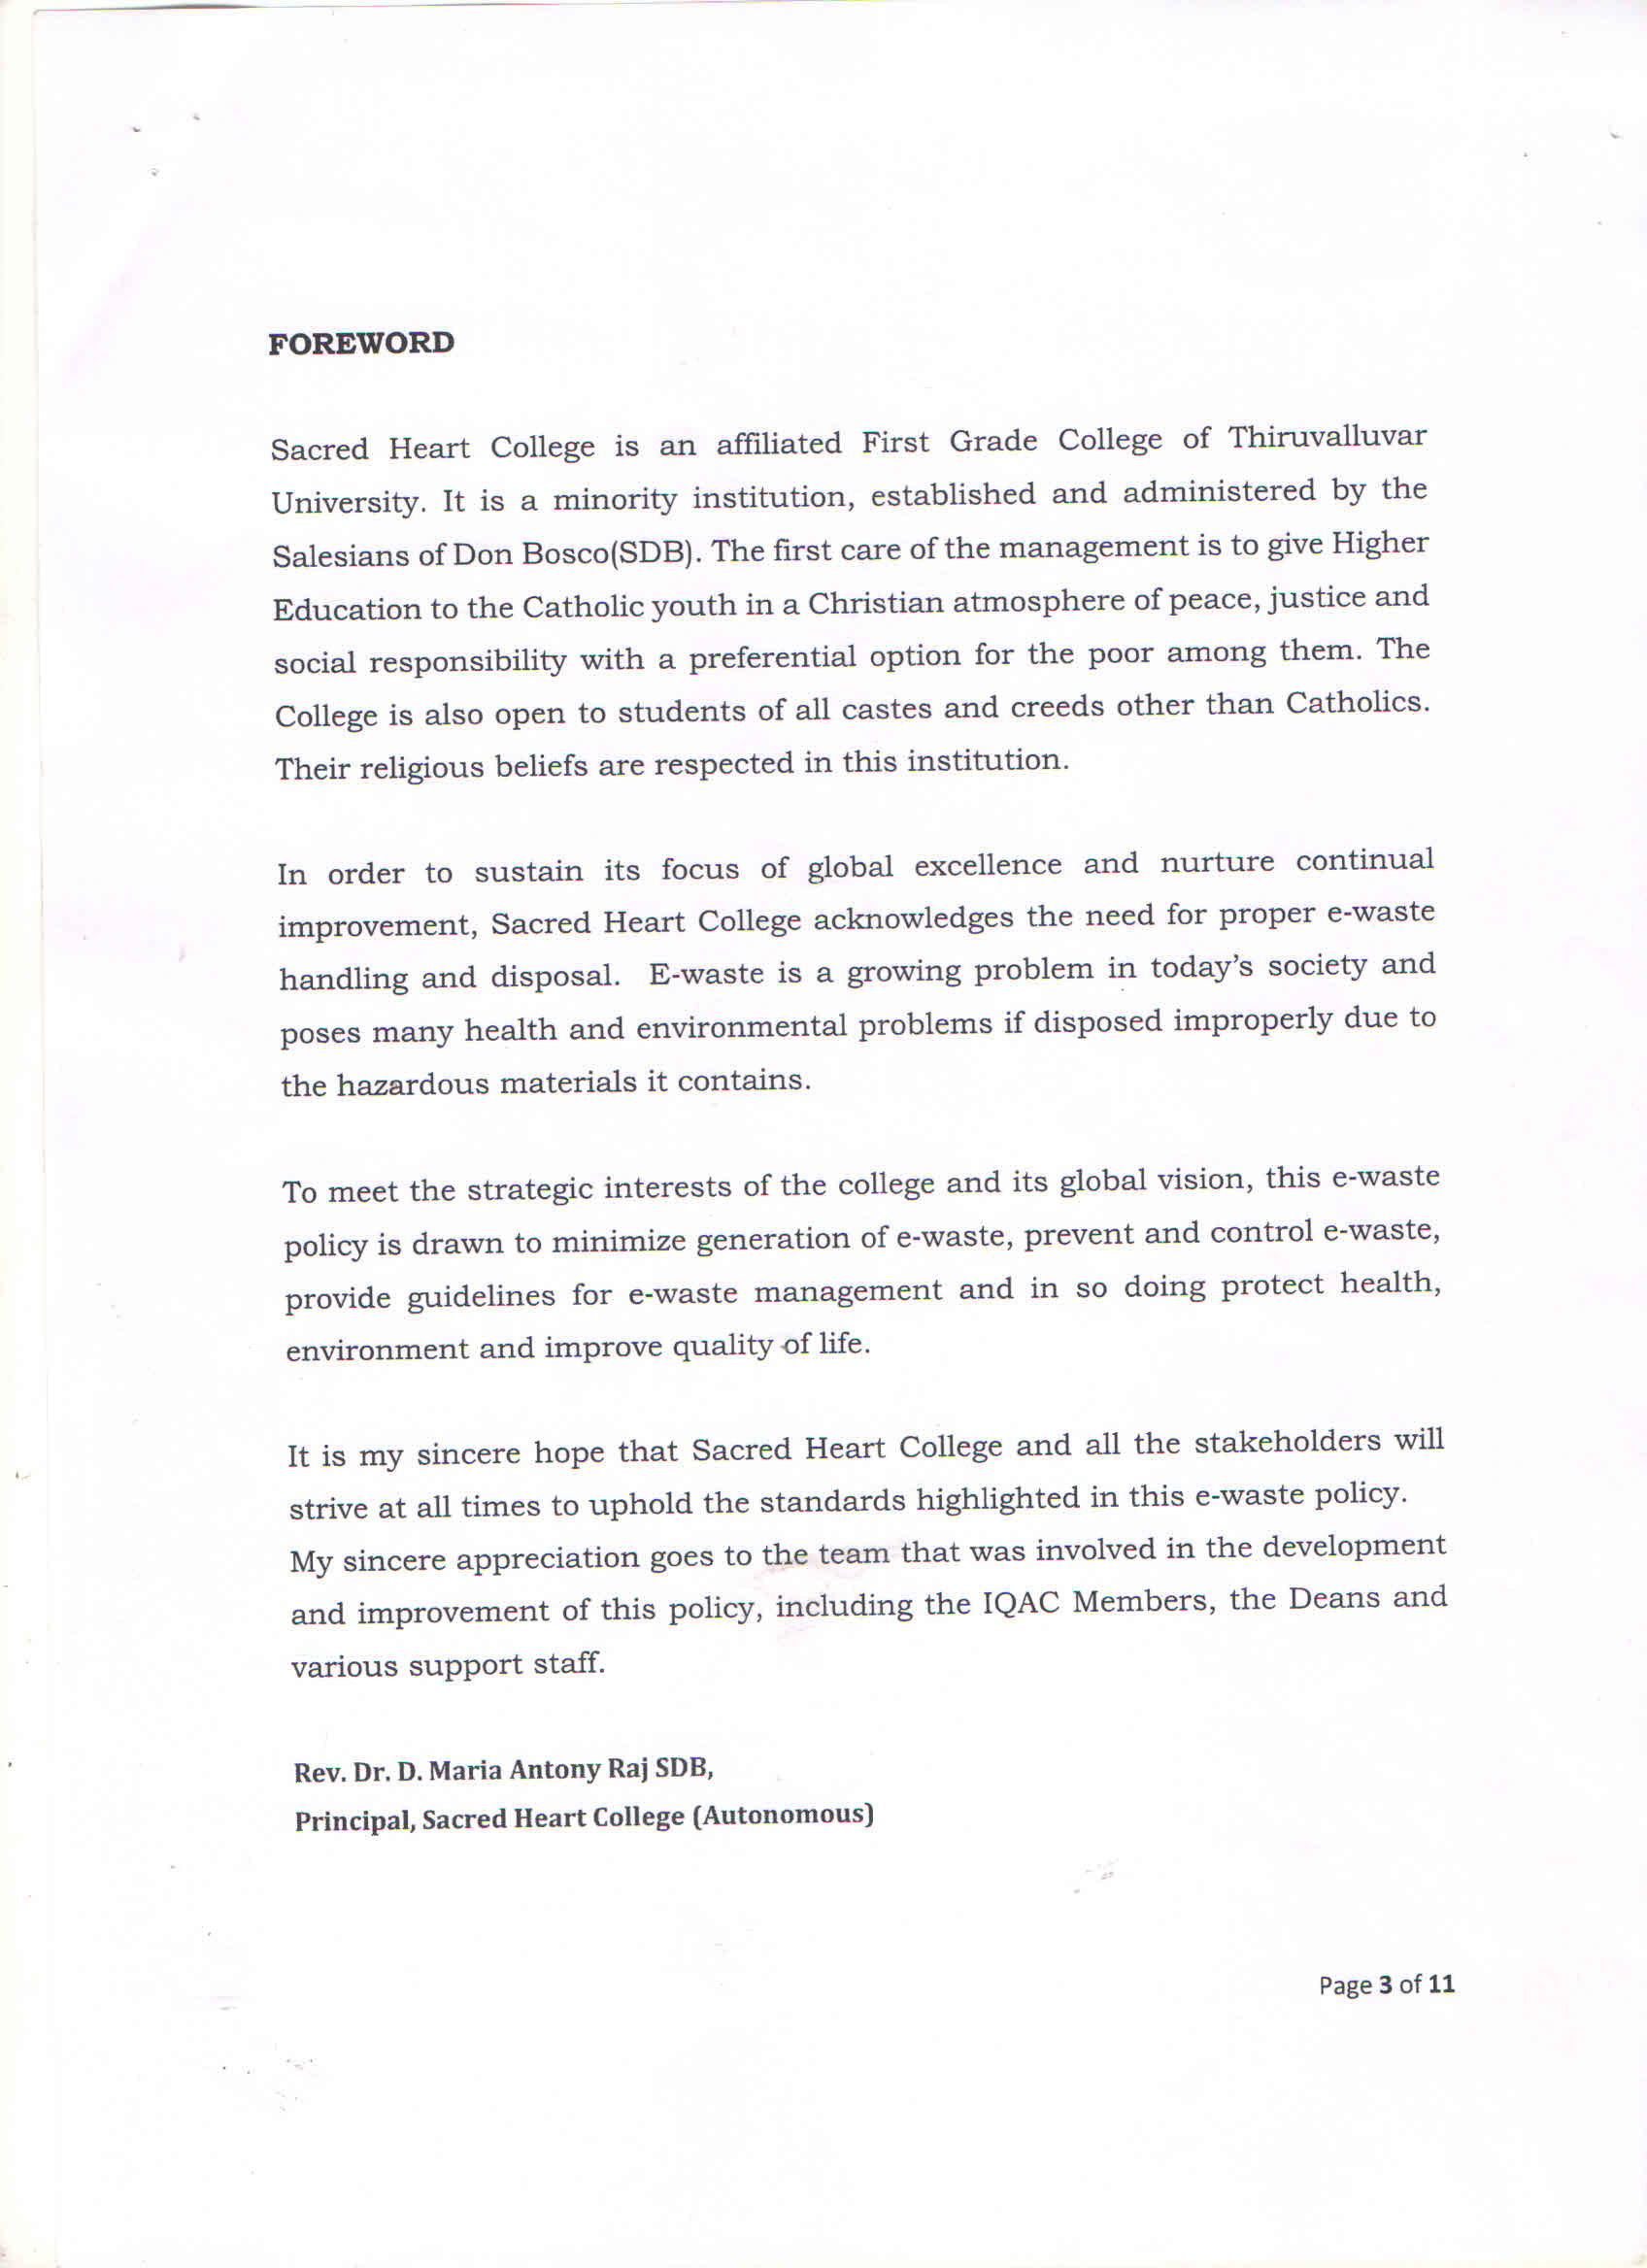 FOREWORD
Sacred Heart College is an affiliated First Grade College of Thiruvalluvar
University. It is a minority institution, established and administered by the
Salesians of Don Bosco(SDB). The first care of the management is to give Higher
Education to the Catholic youth in a Christian atmosphere of peace, justice and
social responsibility with a preferential option for the poor among them. The
College is also open to students of all castes and creeds other than Catholics.
Their religious beliefs are respected in this institution.
In order to sustain its focus of global excellence and nurture continual
improvement, Sacred Heart College acknowledges the need for proper e-waste
handling and disposal. E-waste is a growing problem in today's society and
poses many health and environmental problems if disposed improperly due to
the hazardous materials it contains.
To meet the strategic interests of the college and its global vision, this e-waste
policy is drawn to minimize generation of e-waste, prevent and control e-waste,
provide guidelines for e-waste management and in so doing protect health,
environment and improve quality of life.
It is my sincere hope that Sacred Heart College and all the stakeholders will
strive at all times to uphold the standards highlighted in this e-waste policy.
My sincere appreciation goes to the team that was involved in the development
and improvement of this policy, including the IQAC Members, the Deans and
various support staff.
Rev. Dr. D. Maria Antony Raj SDB,
Principal, Sacred Heart College (Autonomous)
Page 3 of 11